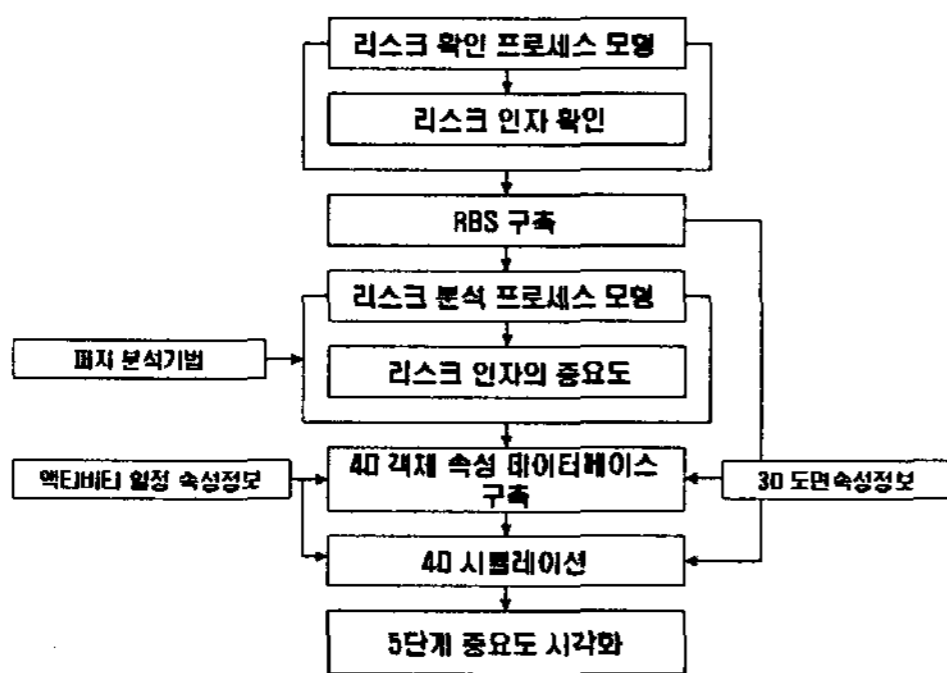 리스크 확인 프로세스 모형
리스크 인자 확인
RBS 구축
리스크 분석 프로세스 모형
퍼지 분석기법
리스크 인자의 중요도
4D 객체 속성 데이터베이스
구축
액티비티 일정 속성정보
3D 도면속성정보
4D 시뮬레이션
5단계 중요도 시각화